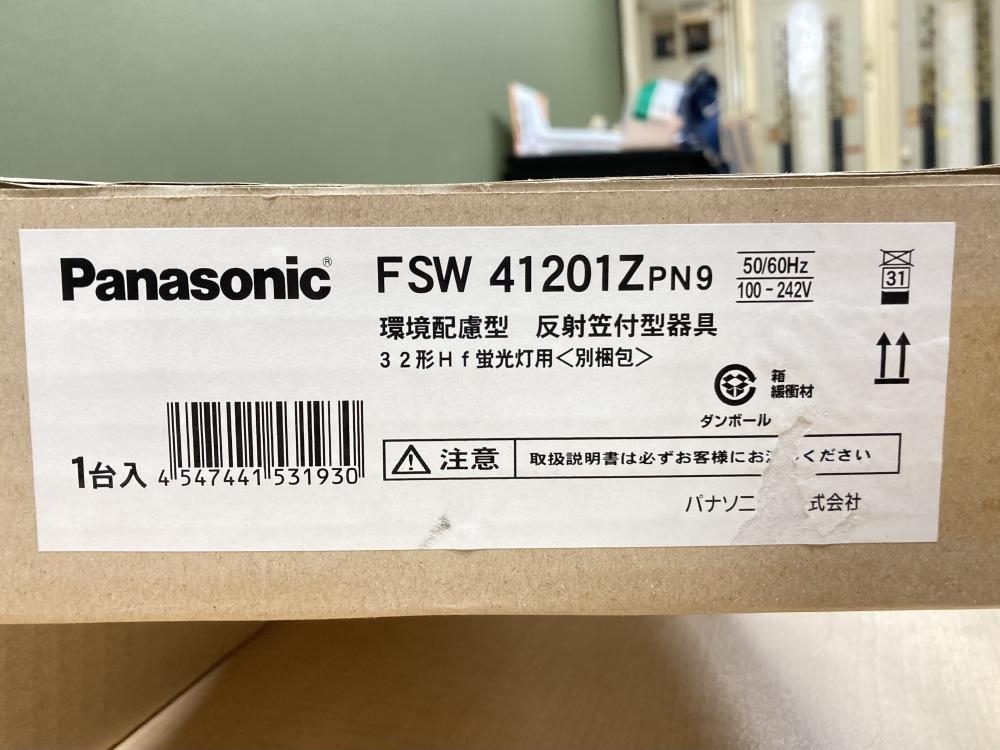 Panasonic®
FSW 41201ZPN9
50/60Hz
100-242V
31
環境配慮型 反射笠付型器具
32形Hf蛍光灯用<別梱包>
箱
緩衝材
ダンボール
1台入
4547441531930
注意
取扱説明書は必ずお客様にお ください
パナソニ 式会社